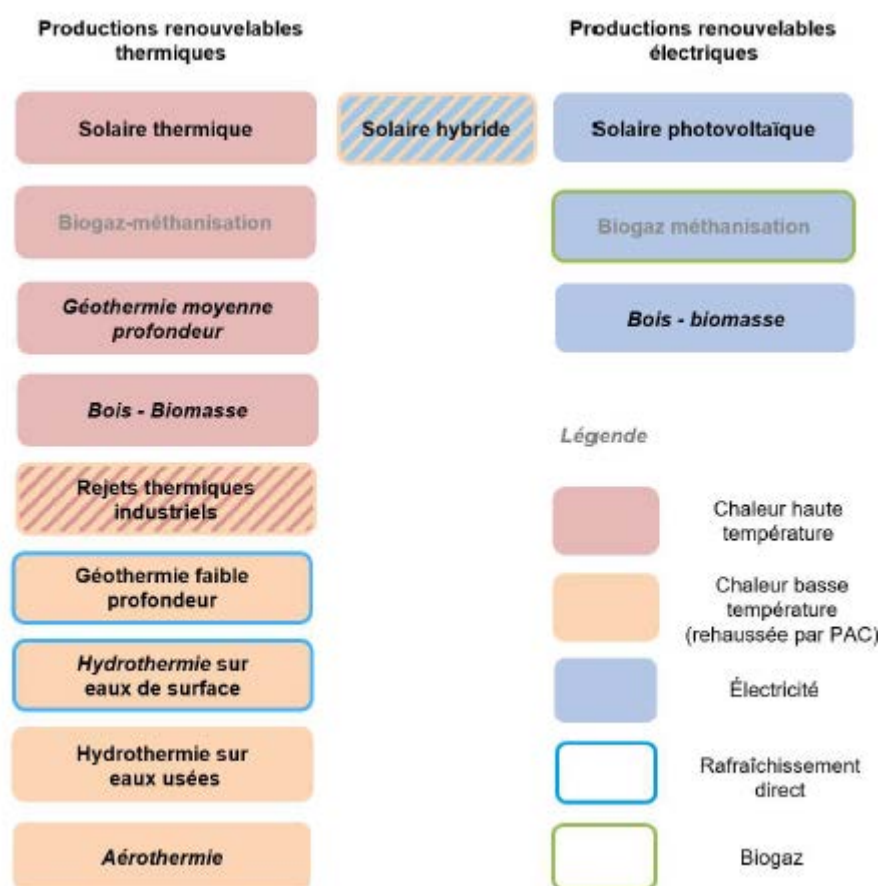 Productions renouvelables
thermiques
Productions renouvelables
électriques
Solaire thermique
Solaire hybride
Solaire photovoltaïque
Biogaz-méthanisation
Biogaz méthanisation
Géothermie moyenne
profondeur
Bois - biomasse
Bois - Biomasse
Légende
Rejets thermiques
industriels
Chaleur haute
température
Géothermie faible
profondeur
Chaleur basse
température
(rehaussée par PAC)
Hydrothermie sur
eaux de surface
Électricité
Hydrothermie sur
eaux usées
Rafraîchissement
direct
Aérothermie
Biogaz